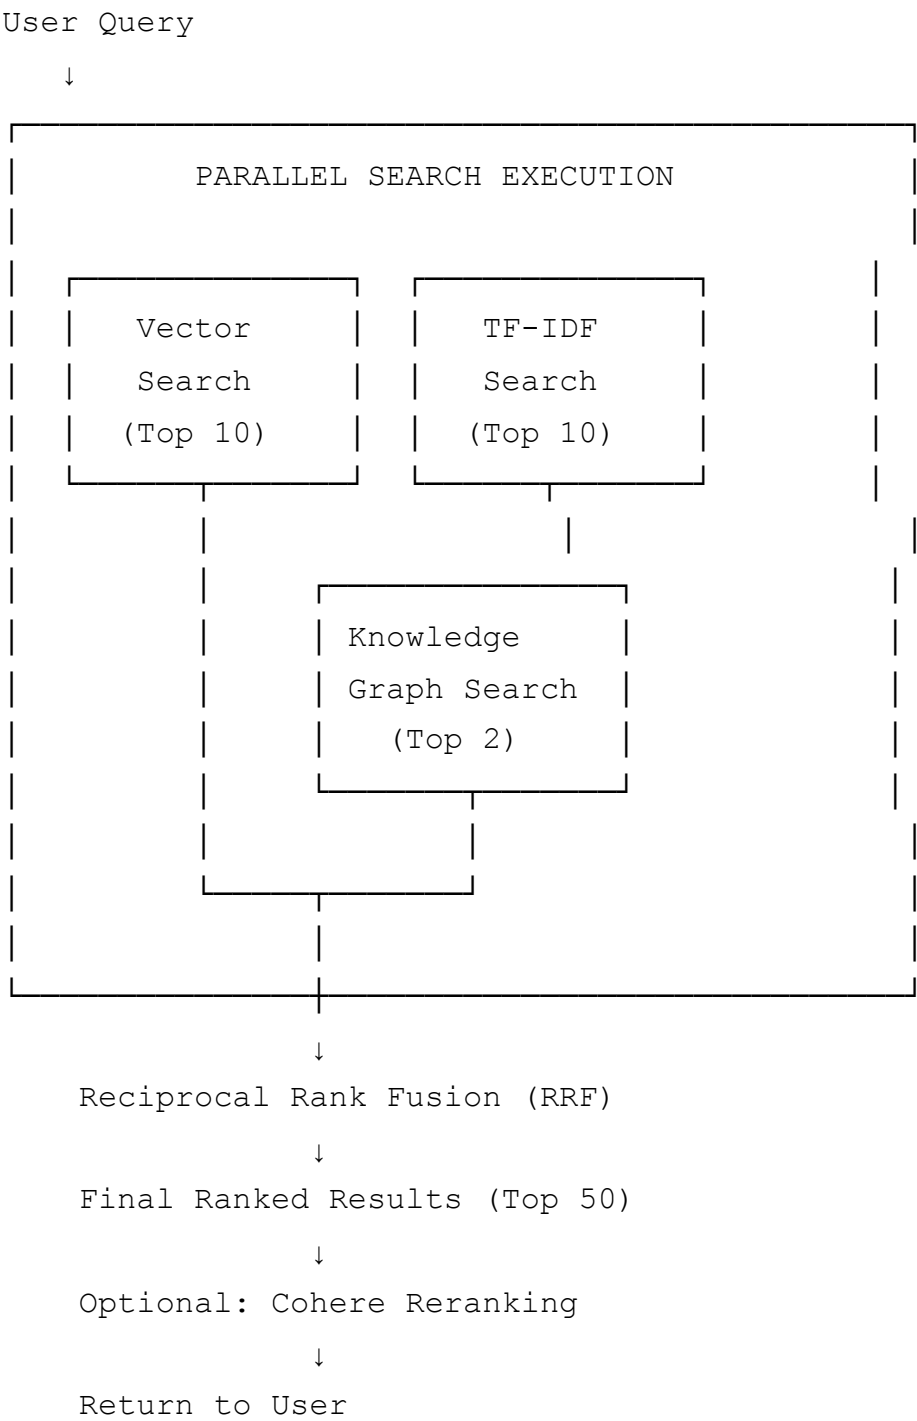 User Query
↓
PARALLEL SEARCH EXECUTION
Vector TF-IDF
Search Search
(Top 10) (Top 10)
Knowledge
Graph Search
(Top 2)
↓
Reciprocal Rank Fusion (RRF)
↓
Final Ranked Results (Top 50)
↓
Optional: Cohere Reranking
↓
Return to User